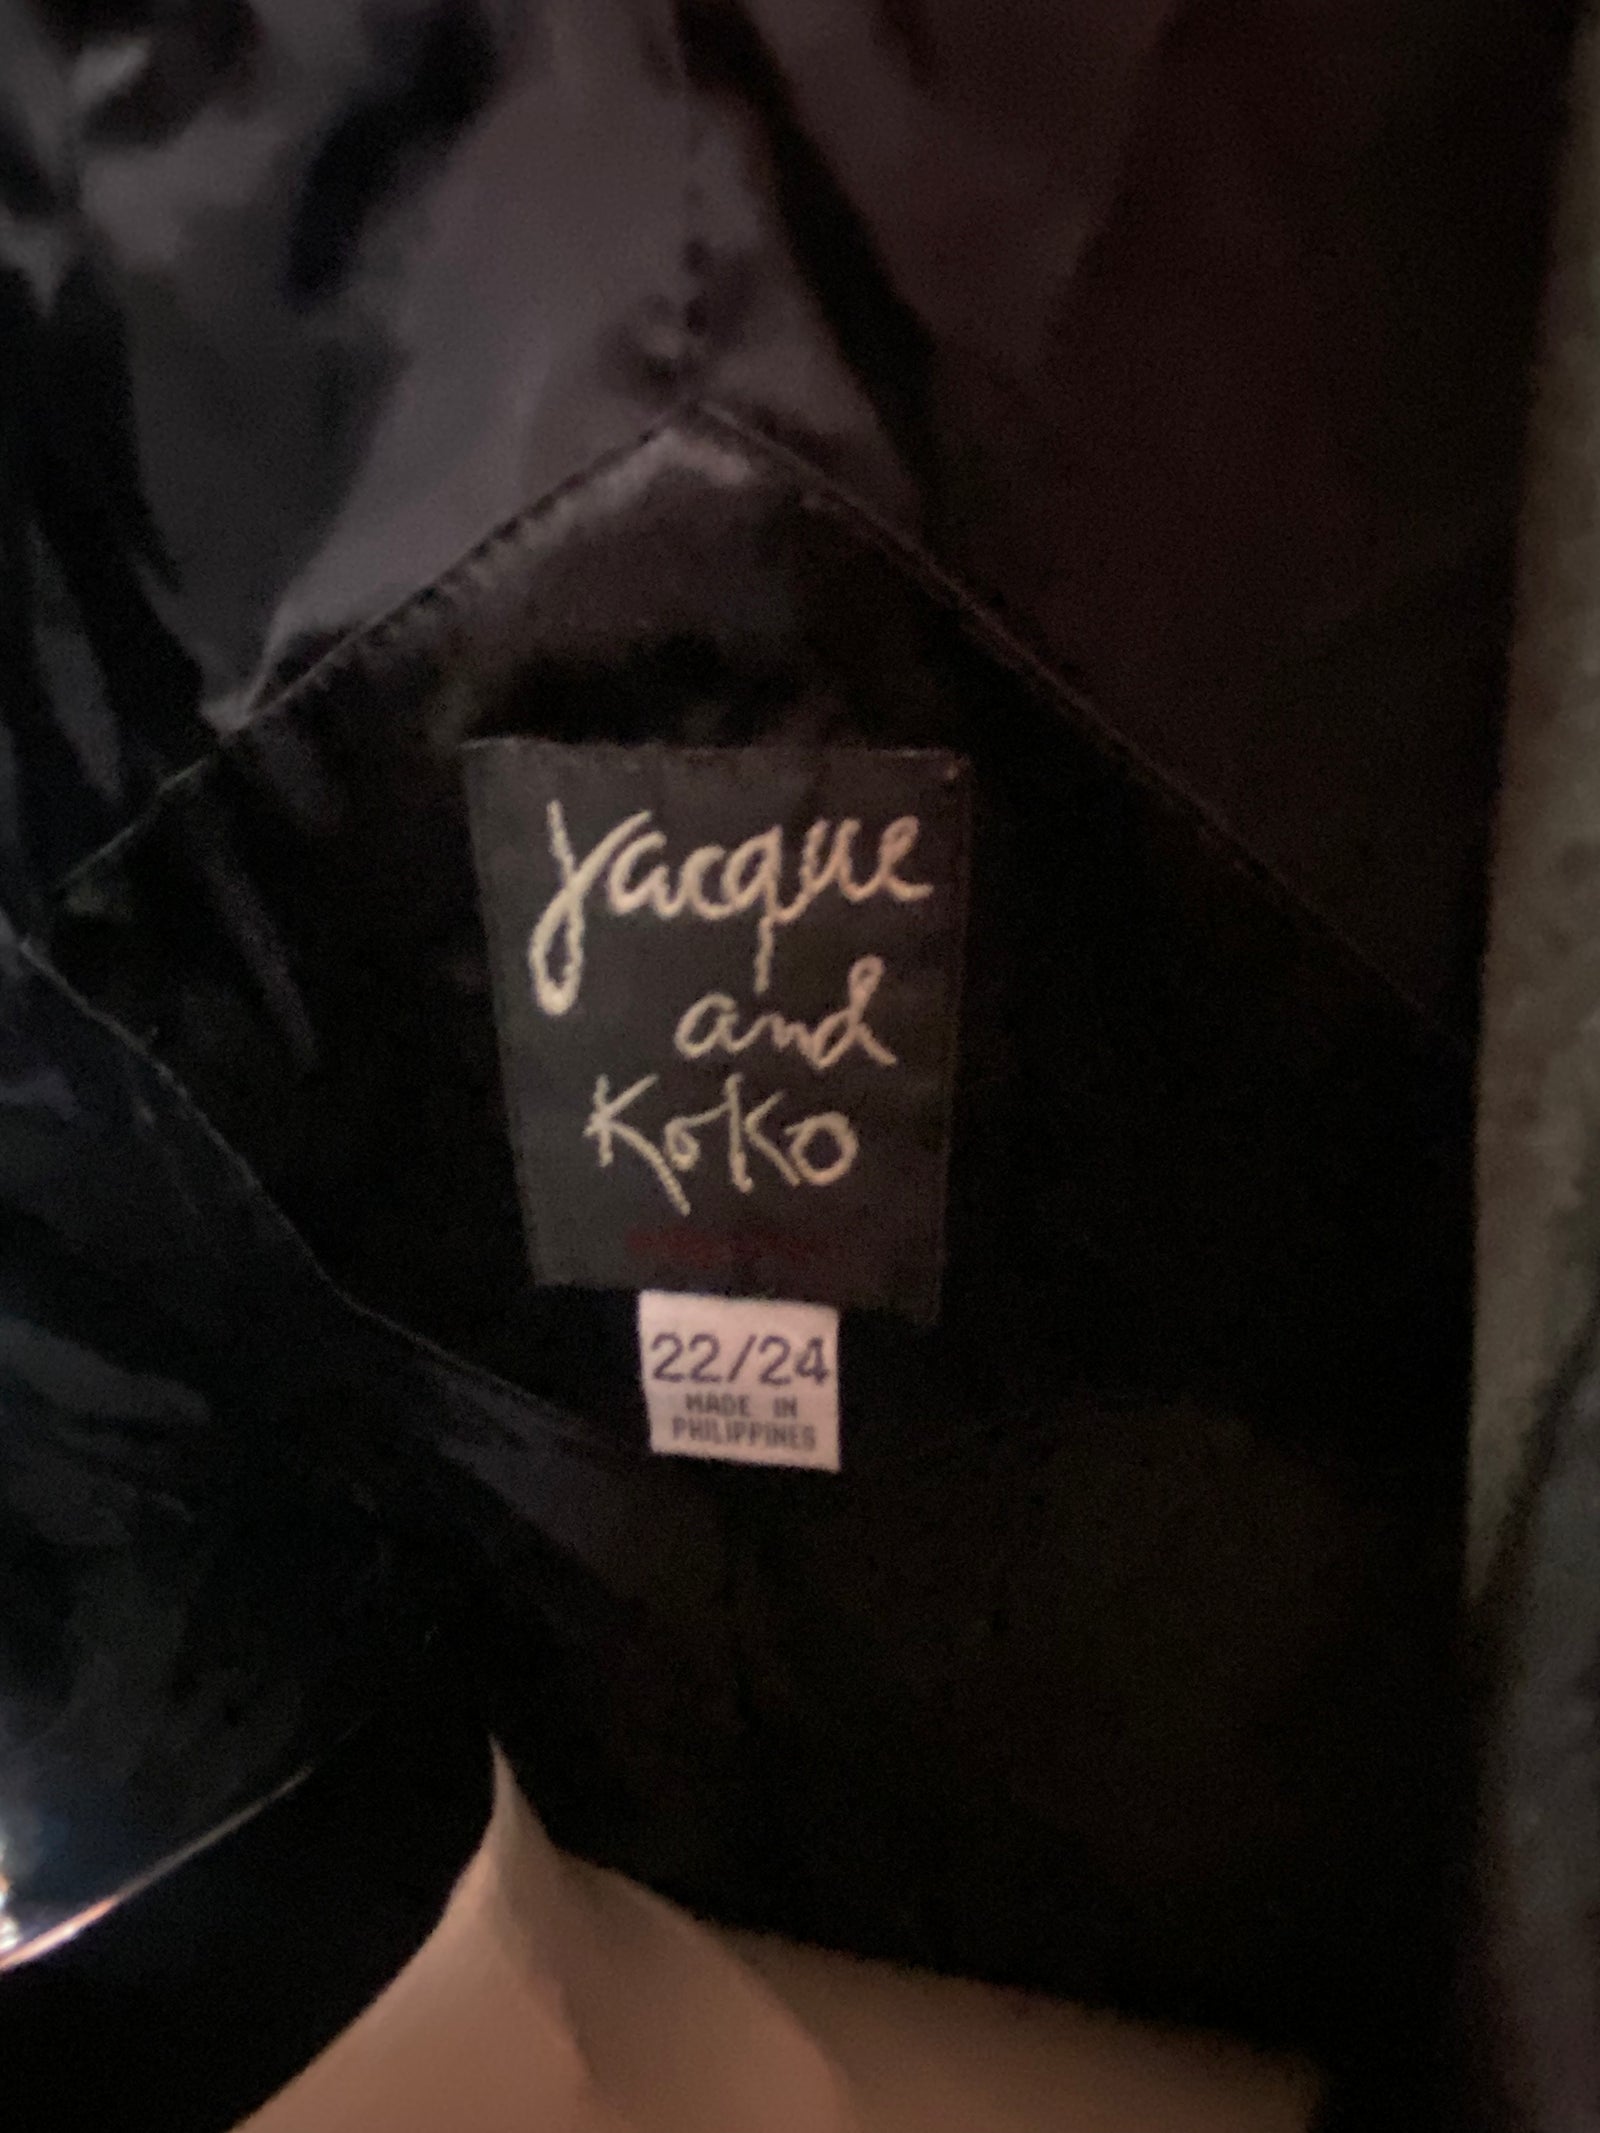 Jacque
and
Koko
22/24
MADE IN
PHILIPPINES